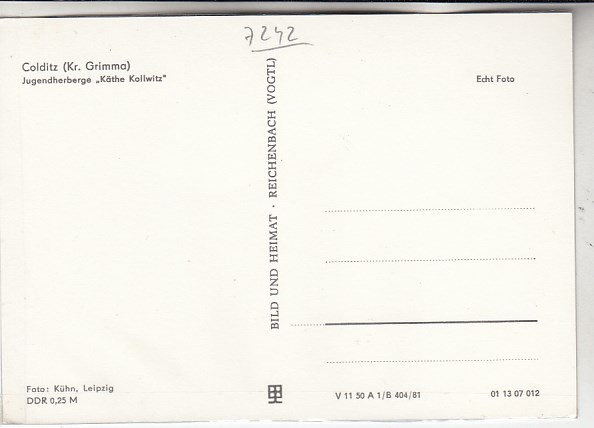 7242
Colditz (Kr. Grimma)
Jugendherberge „Käthe Kollwitz"
Echt Foto
BILD UND HEIMAT · REICHENBACH (VOGTL)
Foto: Kühn, Leipzig
DDR 0,25 M
V 11 50 A 1/B 404/81
01 13 07 012